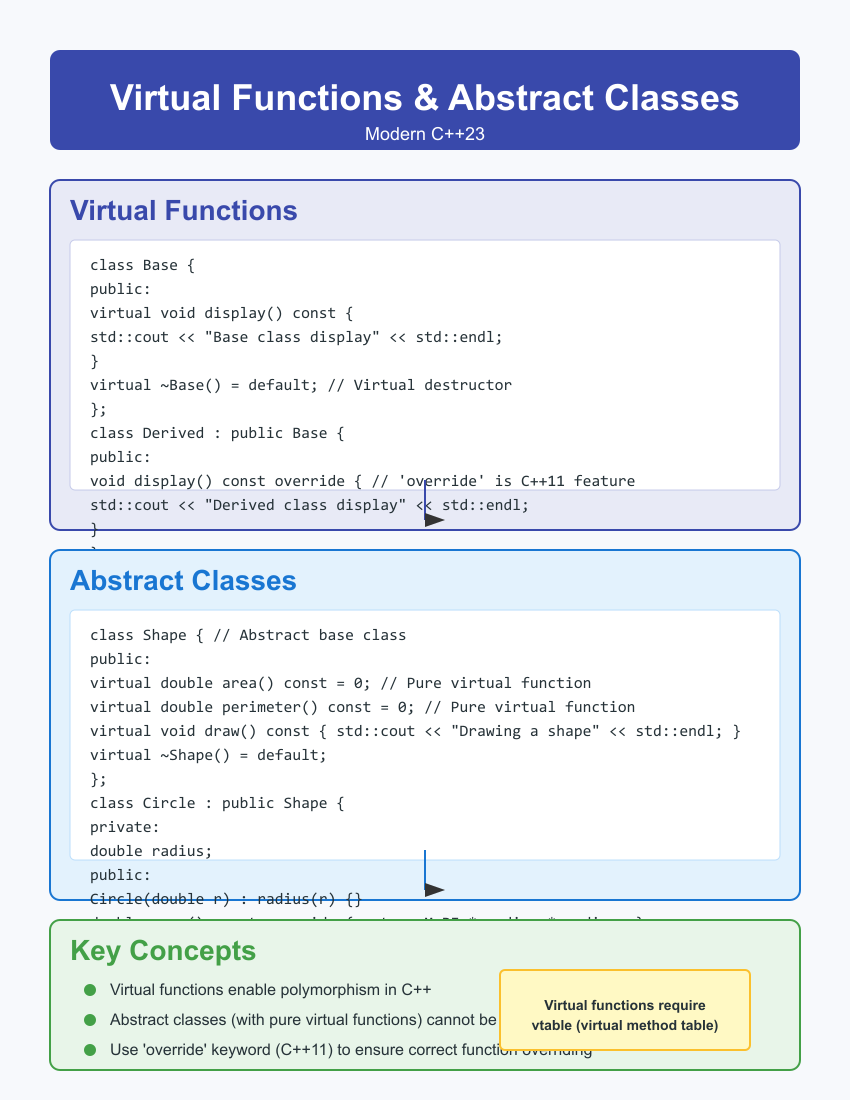 Virtual Functions & Abstract Classes
Modern C++23
Virtual Functions
class Base {
public:
virtual void display() const {
std::cout << "Base class display" << std::endl;
}
virtual ~Base() = default; // Virtual destructor
};
class Derived : public Base {
public:
void display() const override { // 'override' is C++11 feature
std::cout << "Derived class display" << std::endl;
}
Abstract Classes
class Shape { // Abstract base class
public:
virtual double area() const = 0; // Pure virtual function
virtual double perimeter() const = 0; // Pure virtual function
virtual void draw() const { std::cout << "Drawing a shape" << std::endl; }
virtual ~Shape() = default;
};
class Circle : public Shape {
private:
double radius;
public:
Circle(double r) : radius(r) {}
Key Concepts
Virtual functions enable polymorphism in C++
Abstract classes (with pure virtual functions) cannot be
Use 'override' keyword (C++11) to ensure correct function overriding
Virtual functions require
vtable (virtual method table)